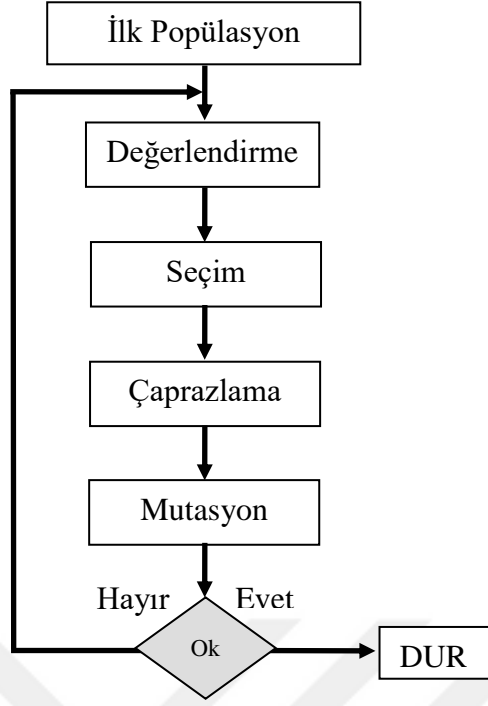 İlk Popülasyon
Değerlendirme
Seçim
Çaprazlama
Mutasyon
Hayır Evet
Ok
DUR